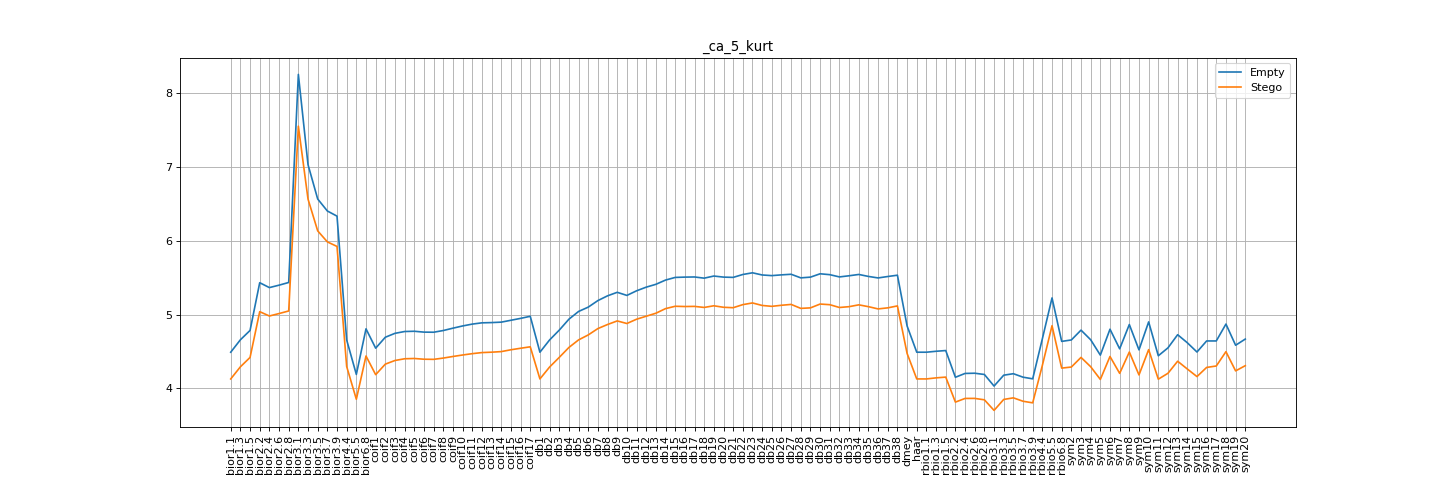 _ca_5_kurt
Empty
Stego
8
7
6
5
4
bior1.1
bior1.3
bior1.5
bior2.2
bior2.4
bior2.6
bior2.8
bior3.1
bior3.3
bior3.5
bior3.7
bior3.9
bior4.4
bior5.5
bior6.8
coif1
coif2
coif3
coif4
coif5
coif6
coif7
coif8
coif9
coif10
coif11
coif12
coif13
coif14
coif15
coif16
coif17
db1
db2
db3
db4
db5
db6
db7
db8
db9
db10
db11
db12
db13
db14
db15
db16
db17
db18
db19
db20
db21
db22
db23
db24
db25
db26
db27
db28
db29
db30
db31
db32
db33
db34
db35
db36
db37
db38
dmey
haar
rbio1.1
rbio1.3
rbio1.5
rbio2.2
rbio2.4
rbio2.6
rbio2.8
rbio3.1
rbio3.3
rbio3.5
rbio3.7
rbio3.9
rbio4.4
rbio5.5
rbio6.8
sym2
sym3
sym4
sym5
sym6
sym7
sym8
sym9
sym10
sym11
sym12
sym13
sym14
sym15
sym16
sym17
sym18
sym19
sym20